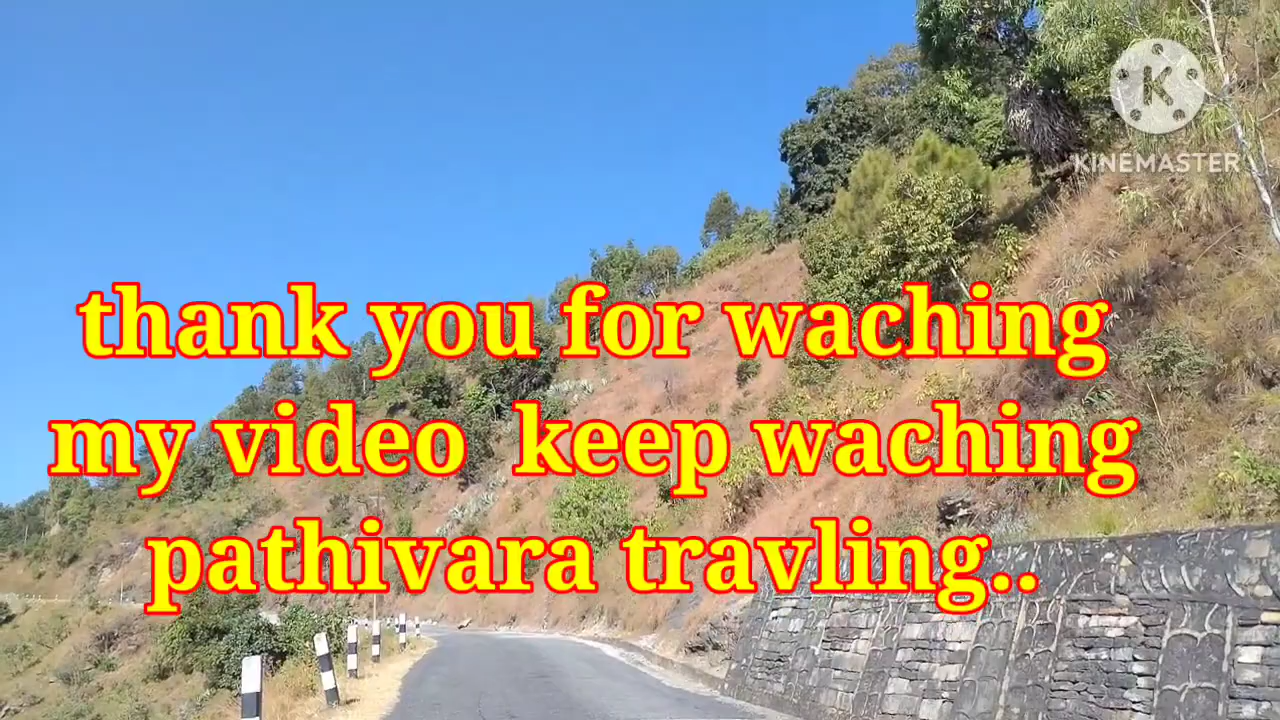 K
KINEMASTER
thank you for waching
my video keep waching
pathivara travling..